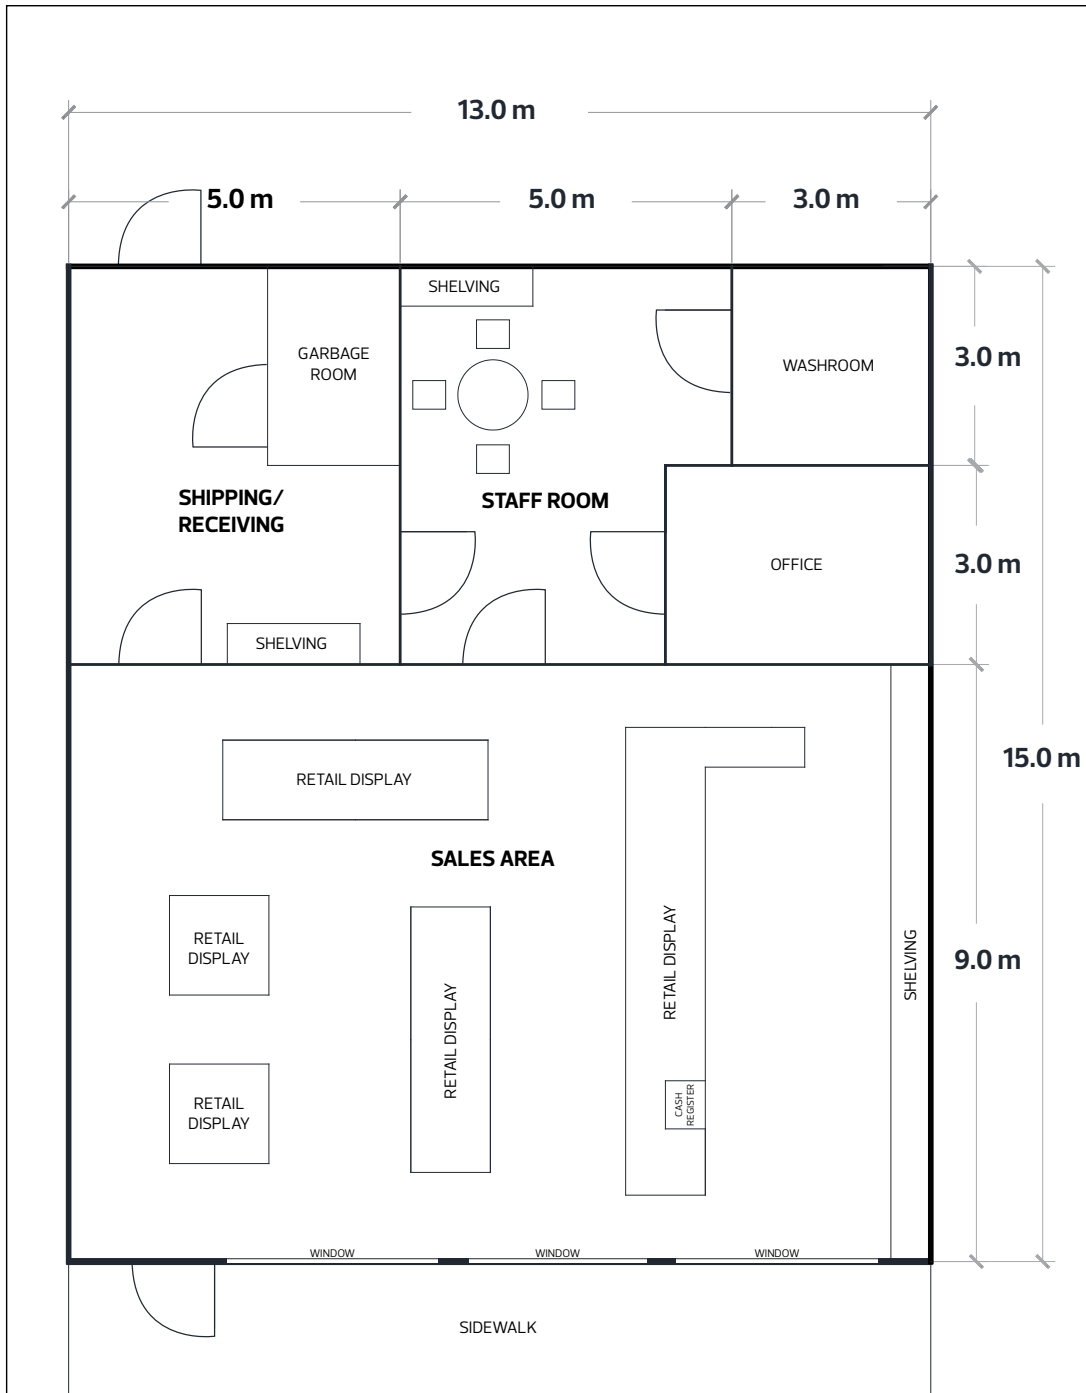 13.0 m
5.0 m
5.0 m
3.0 m
SHELVING
GARBAGE
ROOM
WASHROOM
3.0 m
SHIPPING/
RECEIVING
STAFF ROOM
OFFICE
3.0 m
SHELVING
15.0 m
RETAIL DISPLAY
SALES AREA
RETAIL
DISPLAY
RETAIL DISPLAY
RETAIL DISPLAY
SHELVING
9.0 m
RETAIL
DISPLAY
CASH
REGISTER
WINDOW
WINDOW
WINDOW
SIDEWALK